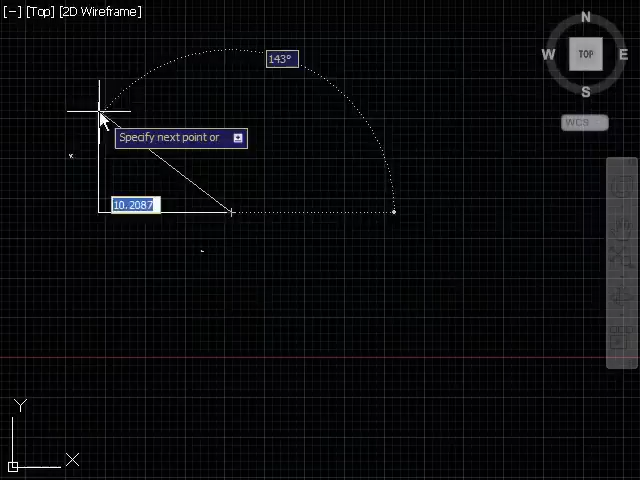 [−] [Top] [2D Wireframe]
N
143°
W
TOP
E
S
WCS
Specify next point or
10.2087
Y
X